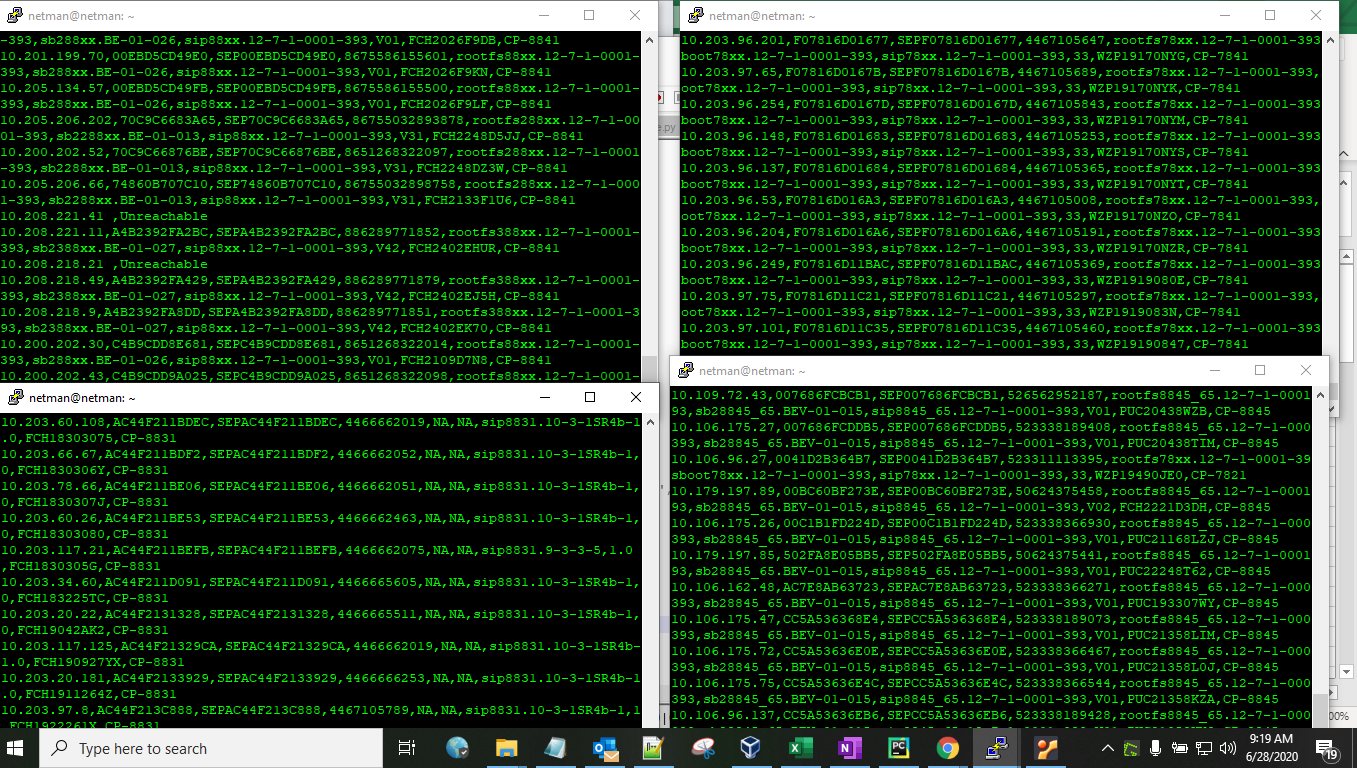 netman@netman: ~
-393,sb288xx.BE-01-026,sip88xx.12-7-1-0001-393,V01,FCH2026F9DB,CP-8841
10.201.199.70,00EBD5CD49E0,SEP00EBD5CD49E0,8675586155601,rootfs88xx.12-7-1-0001-
393,sb288xx.BE-01-026,sip88xx.12-7-1-0001-393,V01,FCH2026F9KN,CP-8841
10.205.134.57,00EBD5CD49FB,SEP00EBD5CD49FB,8675586155500,rootfs88xx.12-7-1-0001-
393,sb288xx.BE-01-026,sip88xx.12-7-1-0001-393,V01,FCH2026F9LF,CP-8841
10.205.206.202,70C9C6683A65,SEP70C9C6683A65,86755032893878,rootfs288xx.12-7-1-00
01-393,sb2288xx.BE-01-013,sip88xx.12-7-1-0001-393,V31,FCH2248D5JJ,CP-8841
10.200.202.52,70C9C66876BE,SEP70C9C66876BE,8651268322097,rootfs288xx.12-7-1-0001
-393,sb2288xx.BE-01-013,sip88xx.12-7-1-0001-393,V31,FCH2248DZ3W,CP-8841
10.205.206.66,74860B707C10,SEP74860B707C10,86755032898758,rootfs288xx.12-7-1-000
1-393,sb2288xx.BE-01-013,sip88xx.12-7-1-0001-393,V31,FCH2133F1U6,CP-8841
10.208.221.41 ,Unreachable
10.208.221.11,A4B2392FA2BC,SEPA4B2392FA2BC,886289771852,rootfs388xx.12-7-1-0001-
393,sb2388xx.BE-01-027,sip88xx.12-7-1-0001-393,V42,FCH2402EHUR,CP-8841
10.208.218.21 ,Unreachable
10.208.218.49,A4B2392FA429,SEPA4B2392FA429,886289771879,rootfs388xx.12-7-1-0001-
393,sb2388xx.BE-01-027,sip88xx.12-7-1-0001-393,V42,FCH2402EJ5H,CP-8841
10.208.218.9,A4B2392FA8DD,SEPA4B2392FA8DD,886289771851,rootfs388xx.12-7-1-0001-3
93,sb2388xx.BE-01-027,sip88xx.12-7-1-0001-393,V42,FCH2402EK70,CP-8841
10.200.202.30,C4B9CDD8E681,SEPC4B9CDD8E681,8651268322014,rootfs88xx.12-7-1-0001-
393,sb288xx.BE-01-026,sip88xx.12-7-1-0001-393,V01,FCH2109D7N8,CP-8841
10.200.202.43,C4B9CDD9A025,SEPC4B9CDD9A025,8651268322098,rootfs88xx.12-7-1-0001-
netman@netman: ~
10.203.96.201,F07816D01677,SEPF07816D01677,4467105647,rootfs78xx.12-7-1-0001-393
boot78xx.12-7-1-0001-393,sip78xx.12-7-1-0001-393,33,WZP19170NYG,CP-7841
10.203.97.65,F07816D0167B,SEPF07816D0167B,4467105689,rootfs78xx.12-7-1-0001-393,
oot78xx.12-7-1-0001-393,sip78xx.12-7-1-0001-393,33,WZP19170NYK,CP-7841
10.203.96.254,F07816D0167D,SEPF07816D0167D,4467105843,rootfs78xx.12-7-1-0001-393
boot78xx.12-7-1-0001-393,sip78xx.12-7-1-0001-393,33,WZP19170NYM,CP-7841
10.203.96.148,F07816D01683,SEPF07816D01683,4467105253,rootfs78xx.12-7-1-0001-393
boot78xx.12-7-1-0001-393,sip78xx.12-7-1-0001-393,33,WZP19170NYS,CP-7841
10.203.96.137,F07816D01684,SEPF07816D01684,4467105365,rootfs78xx.12-7-1-0001-393
boot78xx.12-7-1-0001-393,sip78xx.12-7-1-0001-393,33,WZP19170NYT,CP-7841
10.203.96.53,F07816D016A3,SEPF07816D016A3,4467105008,rootfs78xx.12-7-1-0001-393,
oot78xx.12-7-1-0001-393,sip78xx.12-7-1-0001-393,33,WZP19170NZO,CP-7841
10.203.96.204,F07816D016A6,SEPF07816D016A6,4467105191,rootfs78xx.12-7-1-0001-393
boot78xx.12-7-1-0001-393,sip78xx.12-7-1-0001-393,33,WZP19170NZR,CP-7841
10.203.96.249,F07816D11BAC,SEPF07816D11BAC,4467105369,rootfs78xx.12-7-1-0001-393
boot78xx.12-7-1-0001-393,sip78xx.12-7-1-0001-393,33,WZP1919080E,CP-7841
10.203.97.75,F07816D11C21,SEPF07816D11C21,4467105297,rootfs78xx.12-7-1-0001-393,
oot78xx.12-7-1-0001-393,sip78xx.12-7-1-0001-393,33,WZP1919083N,CP-7841
10.203.97.101,F07816D11C35,SEPF07816D11C35,4467105460,rootfs78xx.12-7-1-0001-393
boot78xx.12-7-1-0001-393,sip78xx.12-7-1-0001-393,33,WZP19190847,CP-7841
e.py
netman@netman: ~
10.203.60.108,AC44F211BDEC,SEPAC44F211BDEC,4466662019,NA,NA,sip8831.10-3-1SR4b-1
.0,FCH18303075,CP-8831
10.203.66.67,AC44F211BDF2,SEPAC44F211BDF2,4466662052,NA,NA,sip8831.10-3-1SR4b-1.
0,FCH1830306Y,CP-8831
10.203.78.66,AC44F211BE06,SEPAC44F211BE06,4466662051,NA,NA,sip8831.10-3-1SR4b-1.
0,FCH1830307J,CP-8831
10.203.60.26,AC44F211BE53,SEPAC44F211BE53,4466662463,NA,NA,sip8831.10-3-1SR4b-1.
0,FCH18303080,CP-8831
10.203.117.21,AC44F211BEFB,SEPAC44F211BEFB,4466662075,NA,NA,sip8831.9-3-3-5,1.0
,FCH1830305G,CP-8831
10.203.34.60,AC44F211D091,SEPAC44F211D091,4466665605,NA,NA,sip8831.10-3-1SR4b-1.
0,FCH183225TC,CP-8831
10.203.20.22,AC44F2131328,SEPAC44F2131328,4466665511,NA,NA,sip8831.10-3-1SR4b-1.
0,FCH19042AK2,CP-8831
10.203.117.125,AC44F21329CA,SEPAC44F21329CA,4466662019,NA,NA,sip8831.10-3-1SR4b-
1.0,FCH190927YX,CP-8831
10.203.20.181,AC44F2133929,SEPAC44F2133929,4466666253,NA,NA,sip8831.10-3-1SR4b-1
.0,FCH1911264Z,CP-8831
10.203.97.8,AC44F213C888,SEPAC44F213C888,4467105789,NA,NA,sip8831.10-3-1SR4b-1,1
,FCH1922261X,CP-8831
netman@netman: ~
10.109.72.43,007686FCBCB1,SEP007686FCBCB1,526562952187,rootfs8845_65.12-7-1-0001
93,sb28845_65.BEV-01-015,sip8845_65.12-7-1-0001-393,V01,PUC20438WZB,CP-8845
10.106.175.27,007686FCDDB5,SEP007686FCDDB5,523338189408,rootfs8845_65.12-7-1-000
393,sb28845_65.BEV-01-015,sip8845_65.12-7-1-0001-393,V01,PUC20438TIM,CP-8845
10.106.96.27,0041D2B364B7,SEP0041D2B364B7,523311113395,rootfs78xx.12-7-1-0001-39
sboot78xx.12-7-1-0001-393,sip78xx.12-7-1-0001-393,33,WZP19490JE0,CP-7821
10.179.197.89,00BC60BF273E,SEP00BC60BF273E,50624375458,rootfs8845_65.12-7-1-0001
93,sb28845_65.BEV-01-015,sip8845_65.12-7-1-0001-393,V02,FCH2221D3DH,CP-8845
10.106.175.26,00C1B1FD224D,SEP00C1B1FD224D,523338366930,rootfs8845_65.12-7-1-000
393,sb28845_65.BEV-01-015,sip8845_65.12-7-1-0001-393,V01,PUC21168LZJ,CP-8845
10.179.197.85,502FA8E05BB5,SEP502FA8E05BB5,50624375441,rootfs8845_65.12-7-1-0001
93,sb28845_65.BEV-01-015,sip8845_65.12-7-1-0001-393,V01,PUC22248T62,CP-8845
10.106.162.48,AC7E8AB63723,SEPAC7E8AB63723,523338366271,rootfs8845_65.12-7-1-000
393,sb28845_65.BEV-01-015,sip8845_65.12-7-1-0001-393,V01,PUC193307WY,CP-8845
10.106.175.47,CC5A536368E4,SEPCC5A536368E4,523338189073,rootfs8845_65.12-7-1-000
393,sb28845_65.BEV-01-015,sip8845_65.12-7-1-0001-393,V01,PUC21358LIM,CP-8845
10.106.175.72,CC5A53636E0E,SEPCC5A53636E0E,523338366467,rootfs8845_65.12-7-1-000
393,sb28845_65.BEV-01-015,sip8845_65.12-7-1-0001-393,V01,PUC21358LOJ,CP-8845
10.106.175.75,CC5A53636E4C,SEPCC5A53636E4C,523338366544,rootfs8845_65.12-7-1-000
393,sb28845_65.BEV-01-015,sip8845_65.12-7-1-0001-393,V01,PUC21358KZA,CP-8845
10.106.96.137,CC5A53636EB6,SEPCC5A53636EB6,523338189428,rootfs8845_65.12-7-1-000
00%
Type here to search
9:19 AM
6/28/2020
19